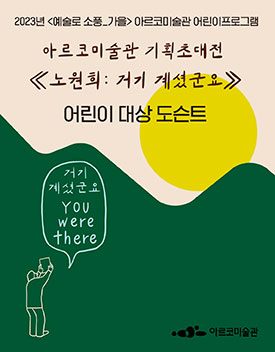 2023년 <예술로 소풍_가을> 아르코미술관 어린이프로그램
아르코미술관 기획초대전
≪노원희: 거기 계셨군요≫
어린이 대상 도슨트
거기
계셨군요
YOU
were
there
아르코미술관